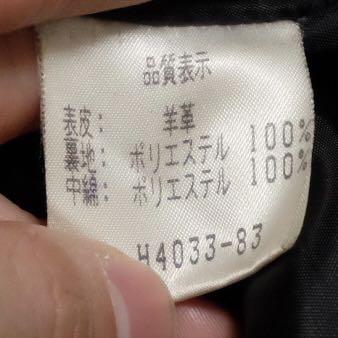 品質表示
表皮: 羊革
裏地: ポリエステル 100%
中綿: ポリエステル 100%
H4033-83